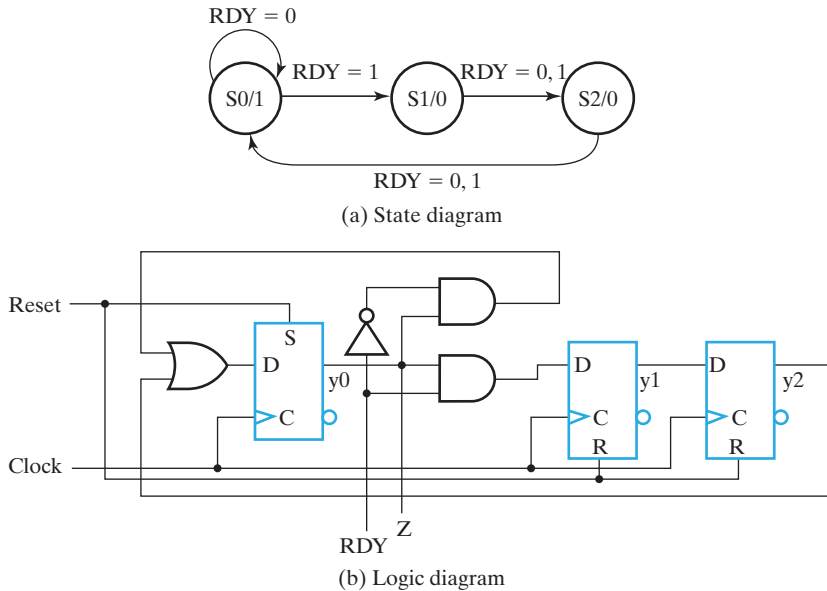 RDY = 0
RDY = 1
RDY = 0, 1
S0/1
S1/0
S2/0
RDY = 0, 1
(a) State diagram
Reset
S
D
y0
C
D
y1
C
R
D
y2
C
R
Clock
RDY
Z
(b) Logic diagram